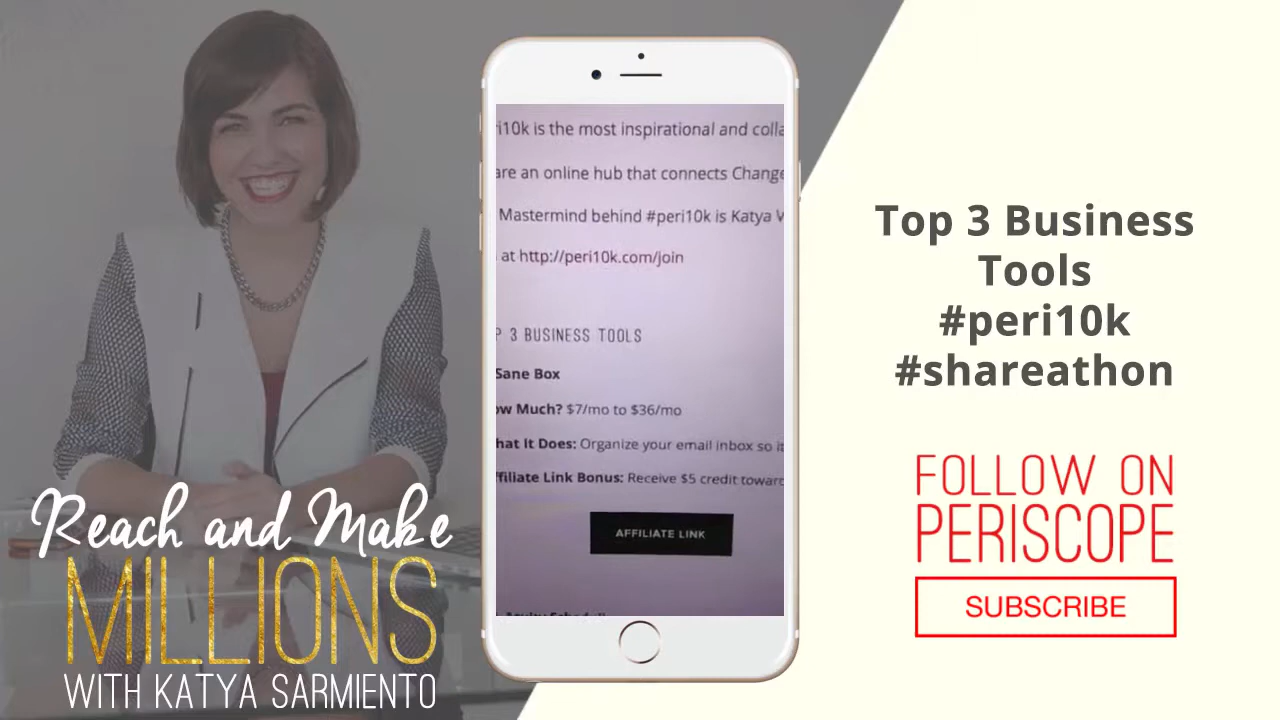 Reach and Make
MILLIONS
WITH KATYA SARMIENTO
ri10k is the most inspirational and colla
are an online hub that connects Change
Mastermind behind #peri10k is Katya V
at http://peri10k.com/join
P 3 BUSINESS TOOLS
Sane Box
ow Much? $7/mo to $36/mo
hat It Does: Organize your email inbox so i
ffiliate Link Bonus: Receive $5 credit towar
AFFILIATE LINK
Top 3 Business
Tools
#peri10k
#shareathon
FOLLOW ON
PERISCOPE
SUBSCRIBE